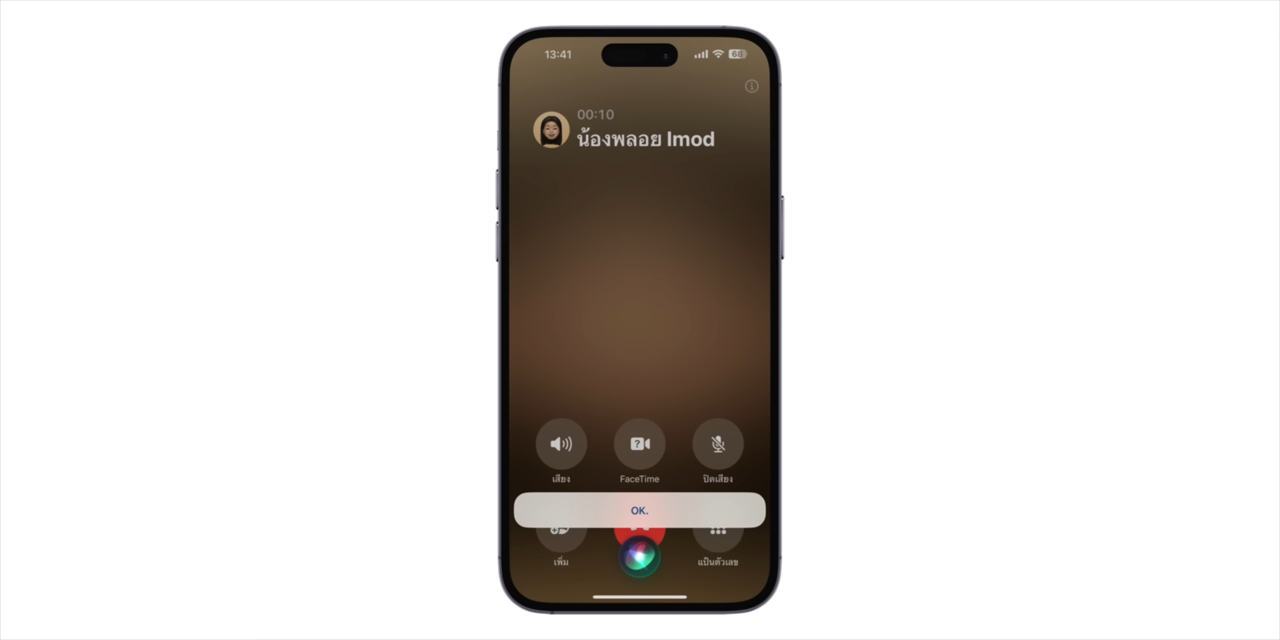 13:41
68
00:10
น้องพลอย Imod
เสียง
FaceTime
ปิดเสียง
OK.
เพิ่ม
แป้นตัวเลข